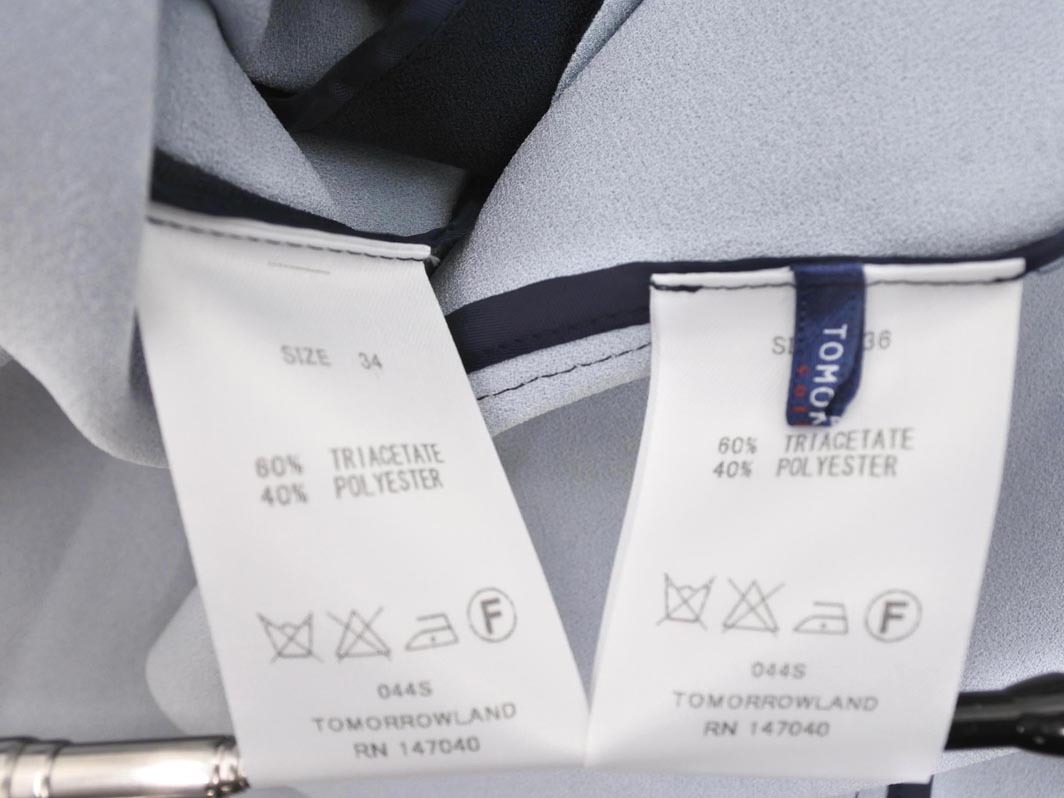 SIZE 34
60% TRIACETATE
40% POLYESTER
F
044S
TOMORROWLAND
RN 147040
36
TOMOR
60% TRIACETATE
40% POLYESTER
F
044S
TOMORROWLAND
RN 147040